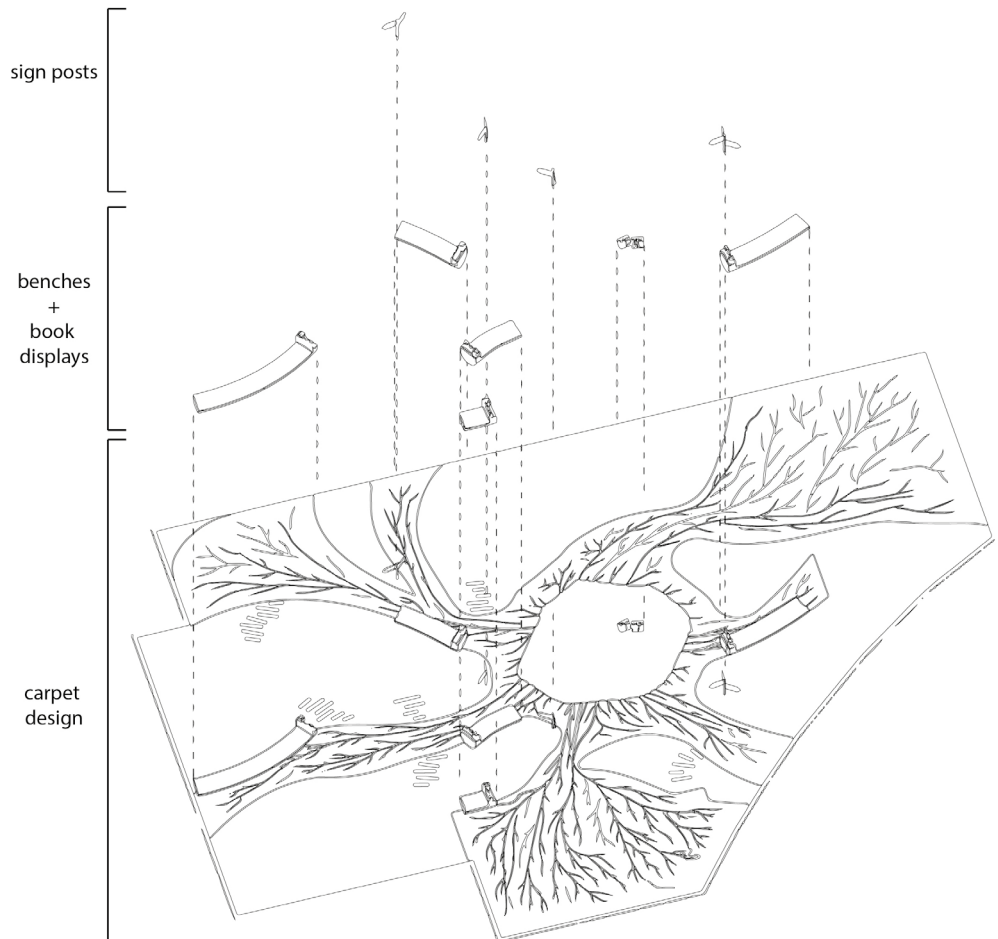 sign posts
benches
+
book
displays
carpet
design